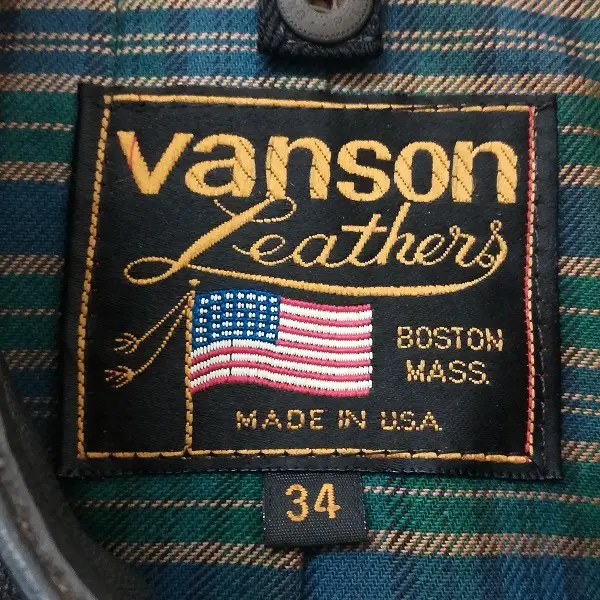 vanson
Leathers
BOSTON
MASS.
MADE IN U.S.A.
34